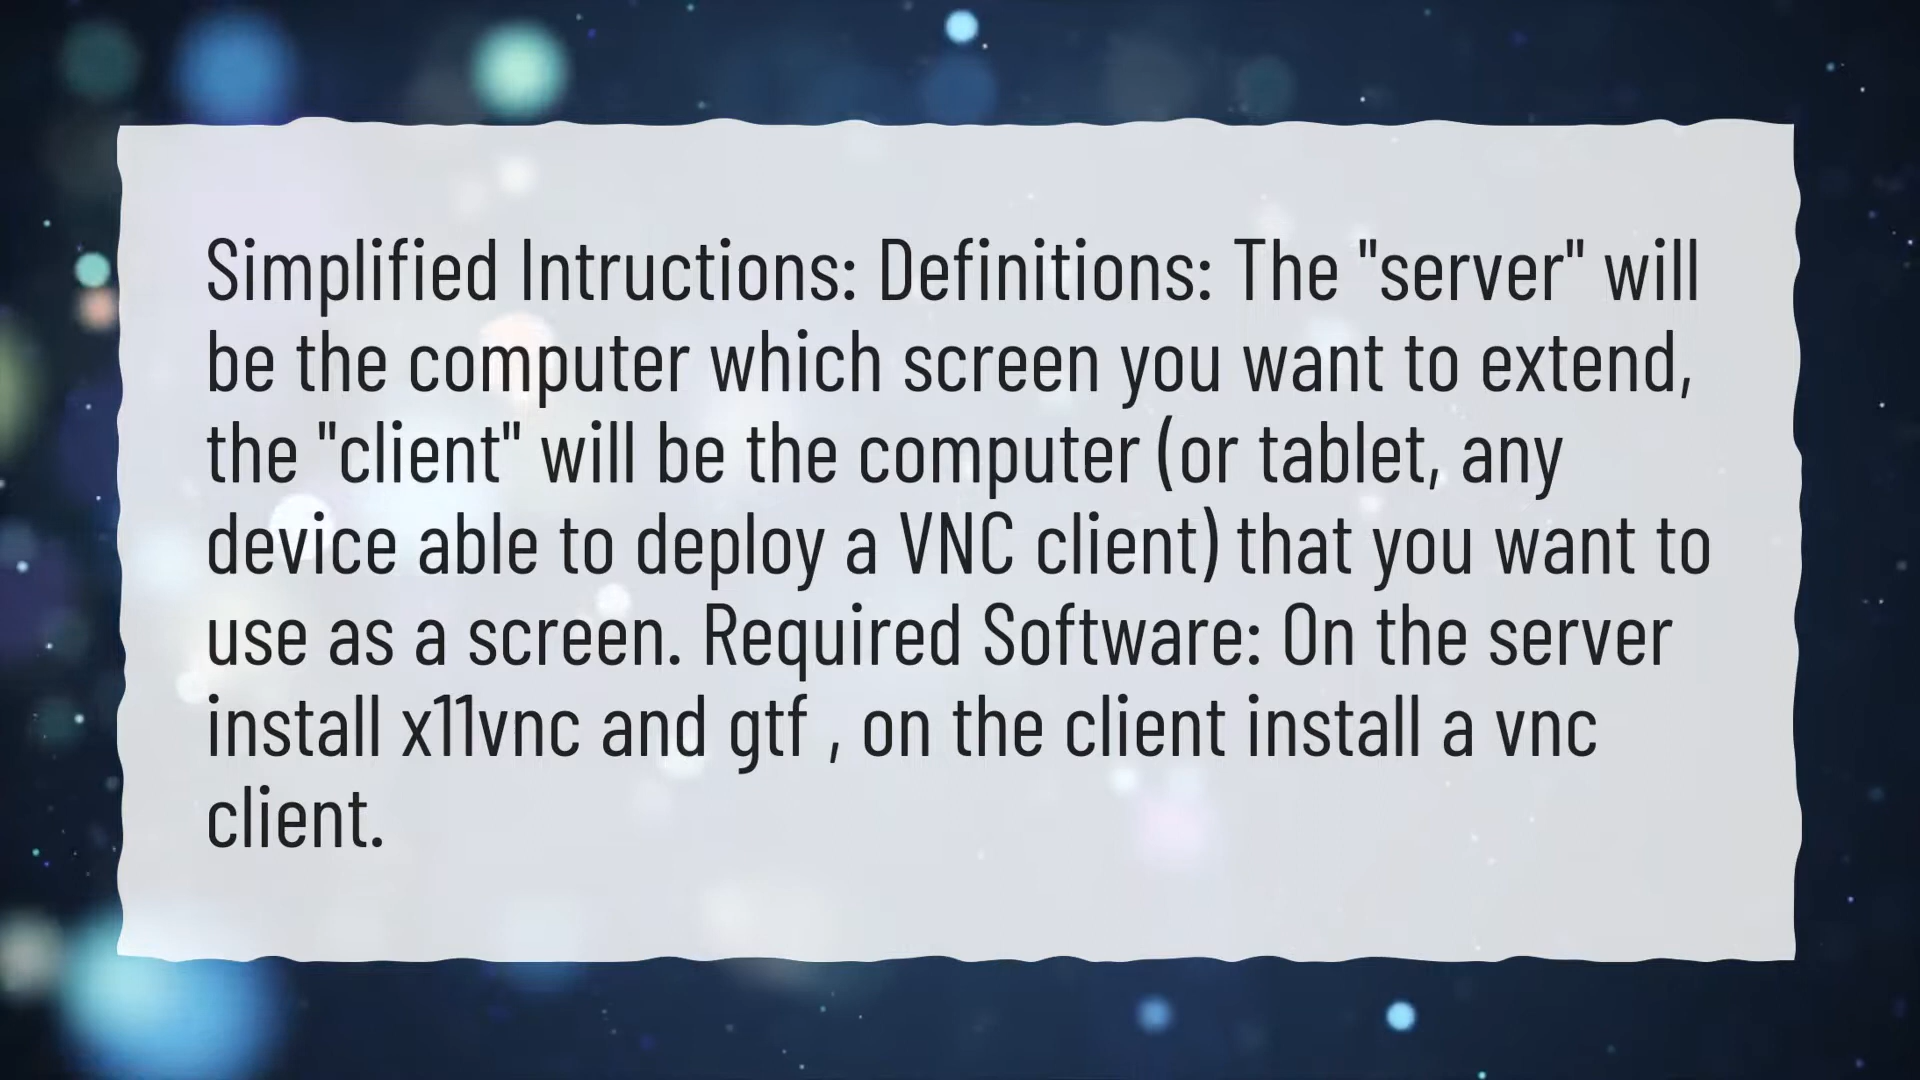 Simplified Intructions: Definitions: The "server" will
be the computer which screen you want to extend,
the "client" will be the computer (or tablet, any
device able to deploy a VNC client) that you want to
use as a screen. Required Software: On the server
install x11vnc and gtf , on the client install a vnc
client.